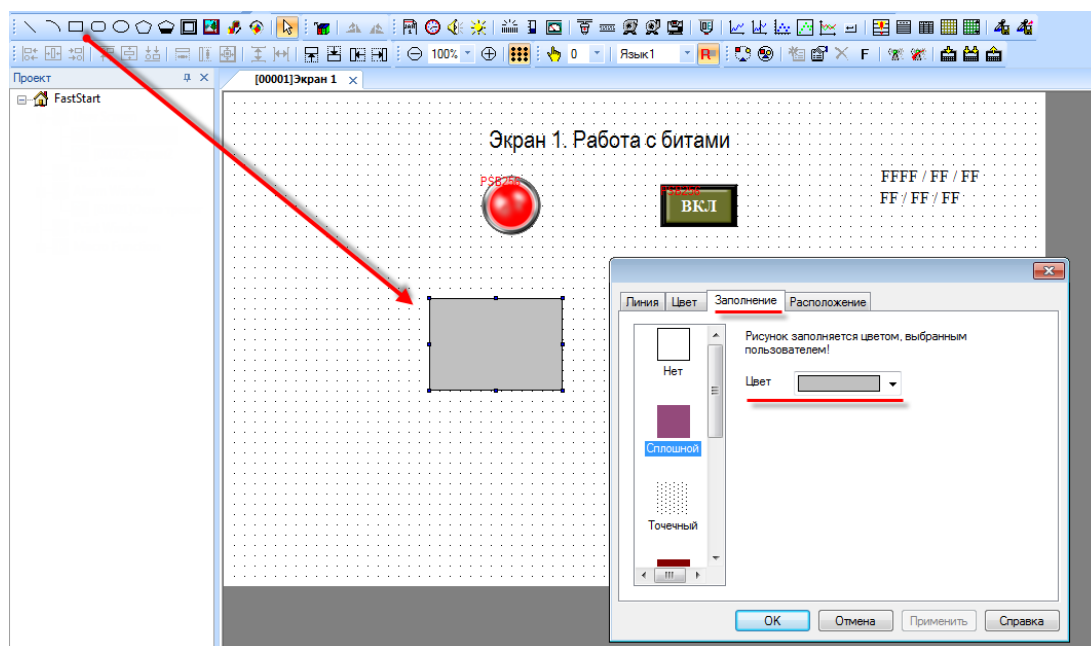 100%
0
Язык1
R
F
Проект
[00001]Экран 1
FastStart
Экран 1. Работа с битами
PSB256
PSB256
ВКЛ
FFFF / FF / FF
FF / FF / FF
Линия Цвет Заполнение Расположение
Нет
Сплошной
Точечный
Рисунок заполняется цветом, выбранным
пользователем!
Цвет
OK Отмена Применить Справка